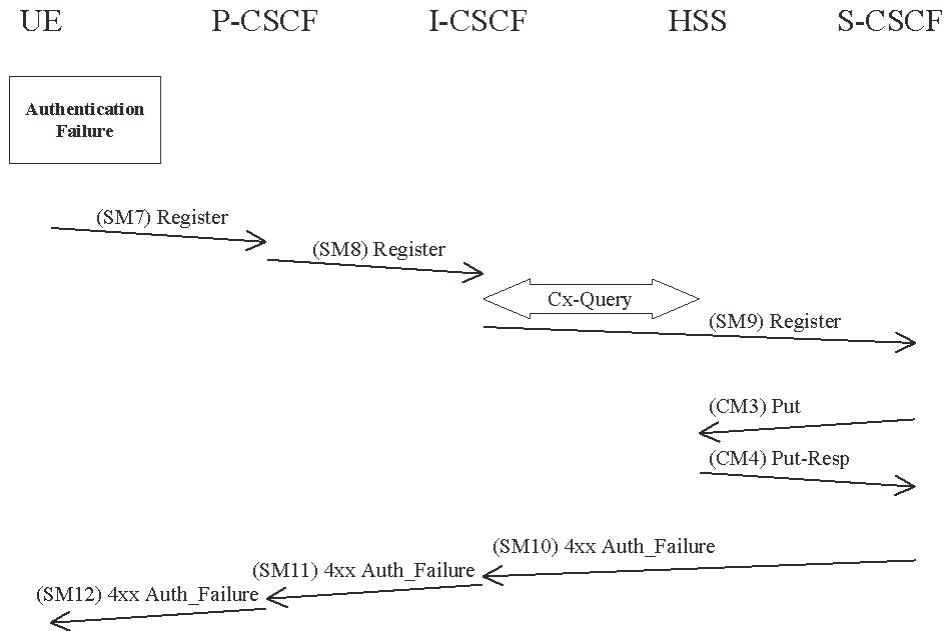 UE P-CSCF I-CSCF HSS S-CSCF
Authentication
Failure
(SM7) Register
(SM8) Register
Cx-Query
(SM9) Register
(CM3) Put
(CM4) Put-Resp
(SM10) 4xx Auth_Failure
(SM11) 4xx Auth_Failure
(SM12) 4xx Auth_Failure